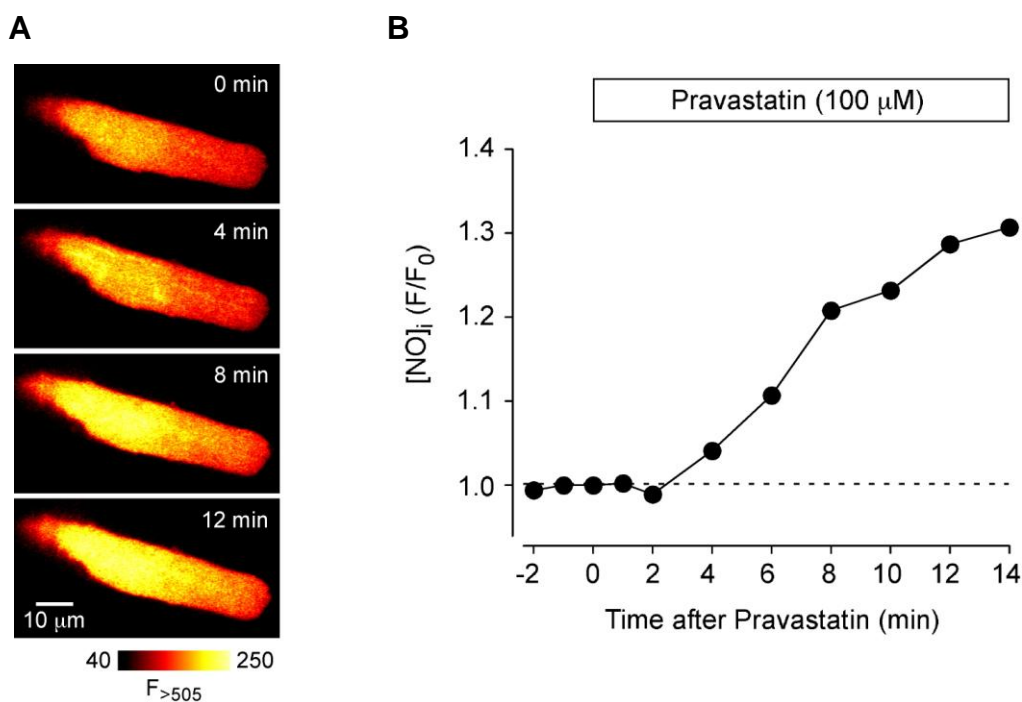 A
B
0 min
4 min
8 min
12 min
10 μm
40
250
F>505
Pravastatin (100 μM)
1.4
1.3
1.2
1.1
1.0
[NO]i (F/F0)
-2 0 2 4 6 8 10 12 14
Time after Pravastatin (min)